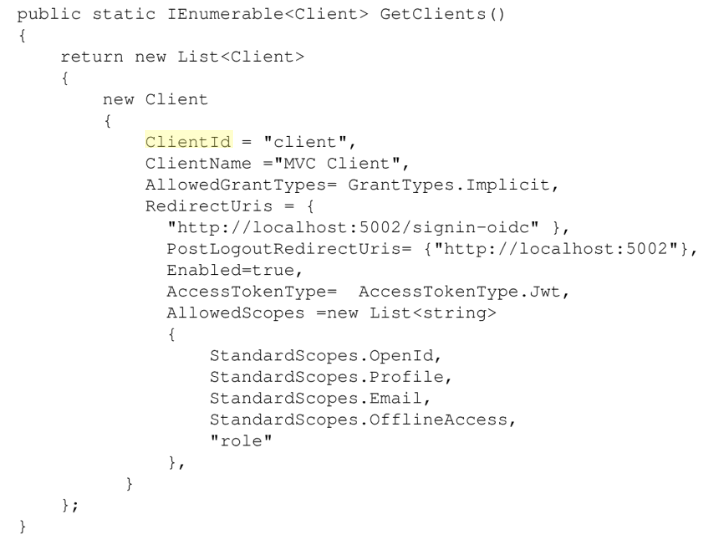 public static IEnumerable<Client> GetClients()
{
    return new List<Client>
    {
        new Client
        {
            ClientId = "client",
            ClientName ="MVC Client",
            AllowedGrantTypes= GrantTypes.Implicit,
            RedirectUris = {
              "http://localhost:5002/signin-oidc" },
              PostLogoutRedirectUris= {"http://localhost:5002"},
              Enabled=true,
              AccessTokenType=  AccessTokenType.Jwt,
              AllowedScopes =new List<string>
              {
                  StandardScopes.OpenId,
                  StandardScopes.Profile,
                  StandardScopes.Email,
                  StandardScopes.OfflineAccess,
                  "role"
              },
          }
    };
}